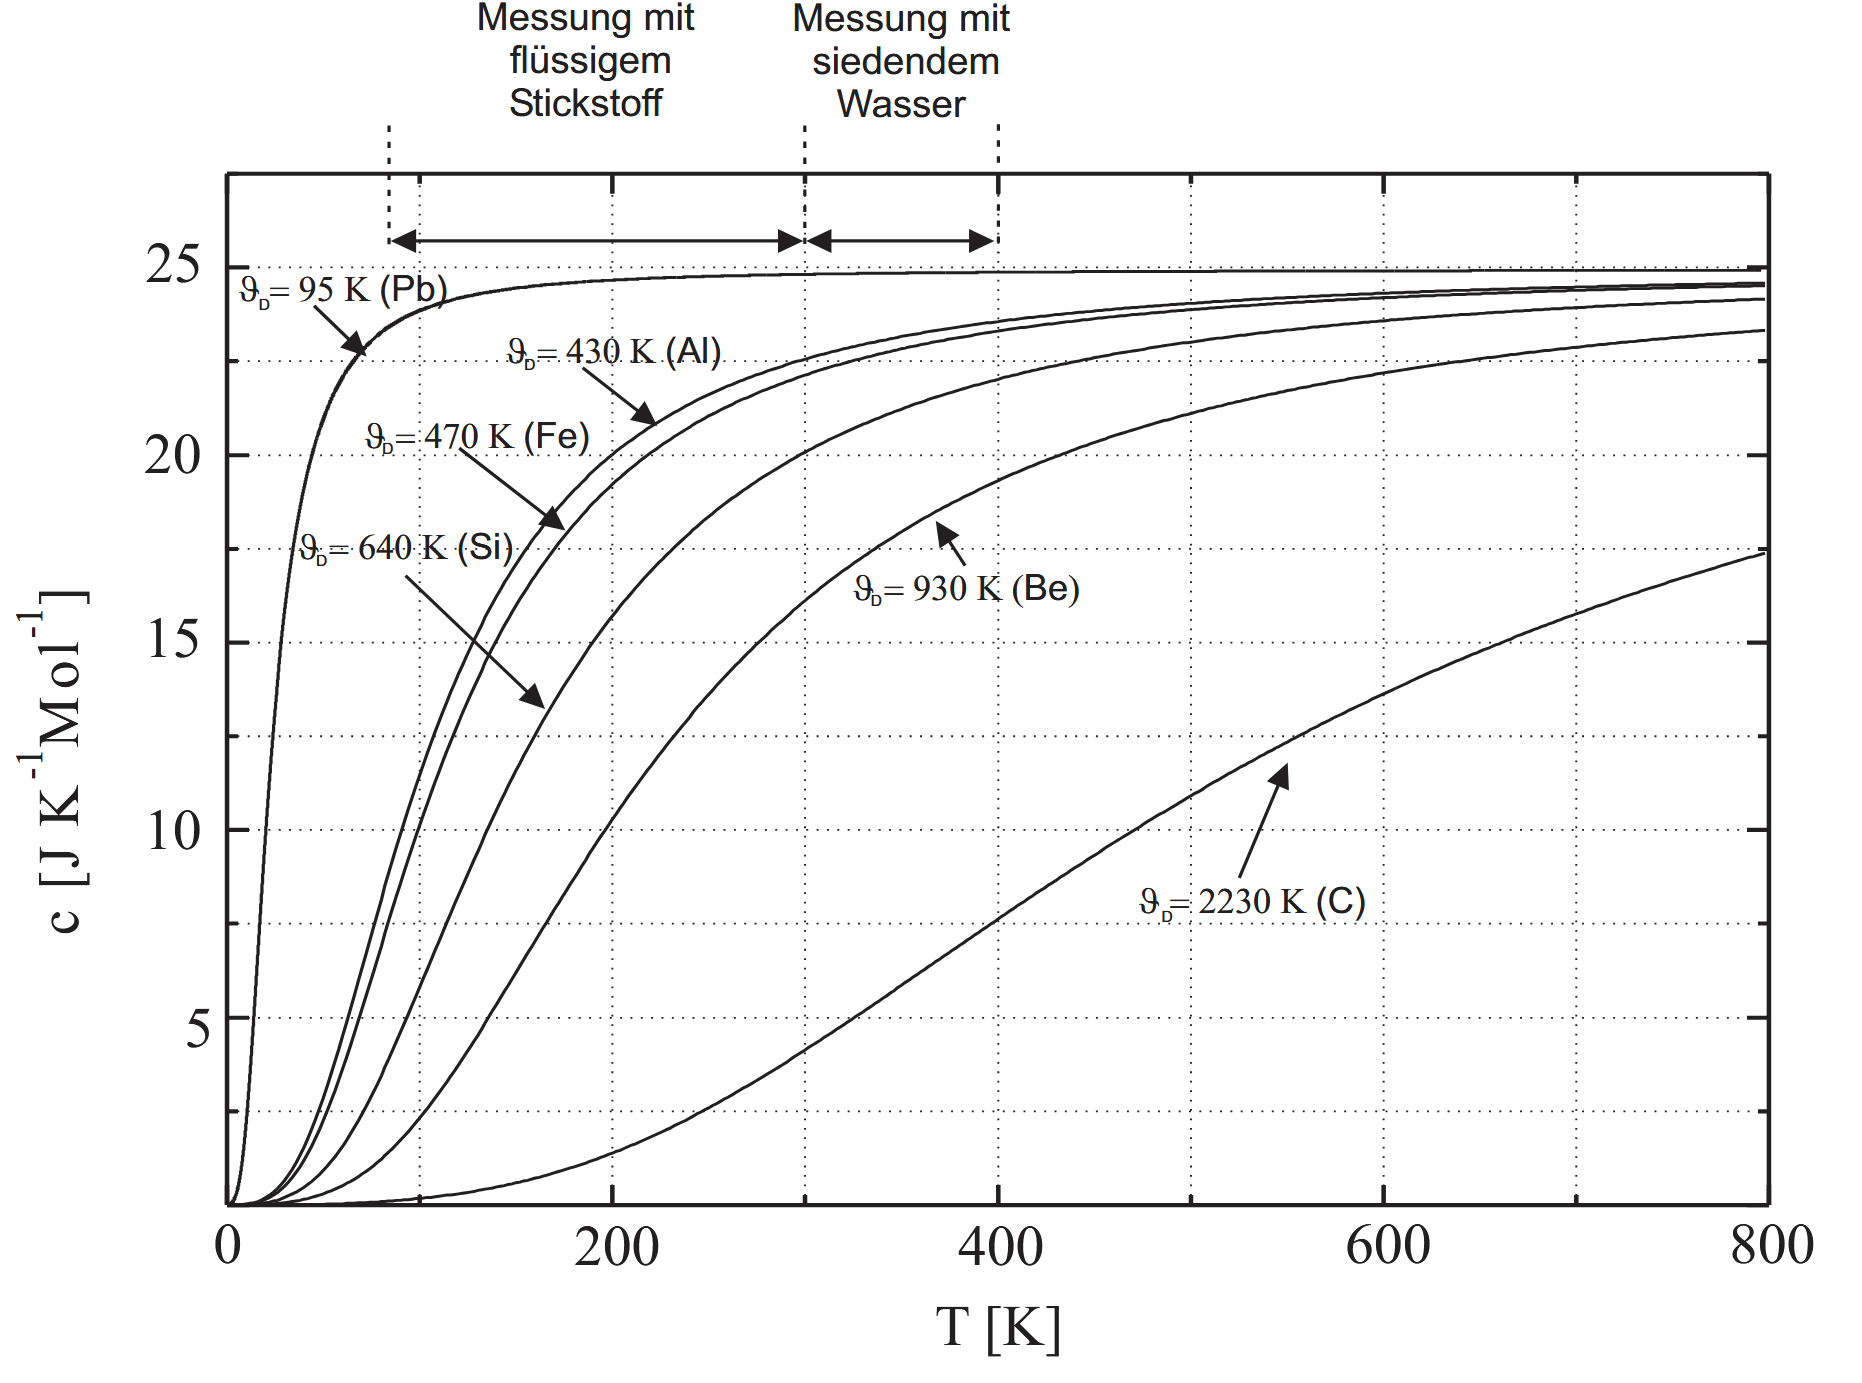 Messung mit
flüssigem
Stickstoff
Messung mit
siedendem
Wasser
25
20
15
10
5
c [J K⁻¹Mol⁻¹]
ϑD= 95 K (Pb)
ϑD= 430 K (Al)
ϑD= 470 K (Fe)
ϑD= 640 K (Si)
ϑD= 930 K (Be)
ϑD= 2230 K (C)
0
200
400
600
800
T [K]